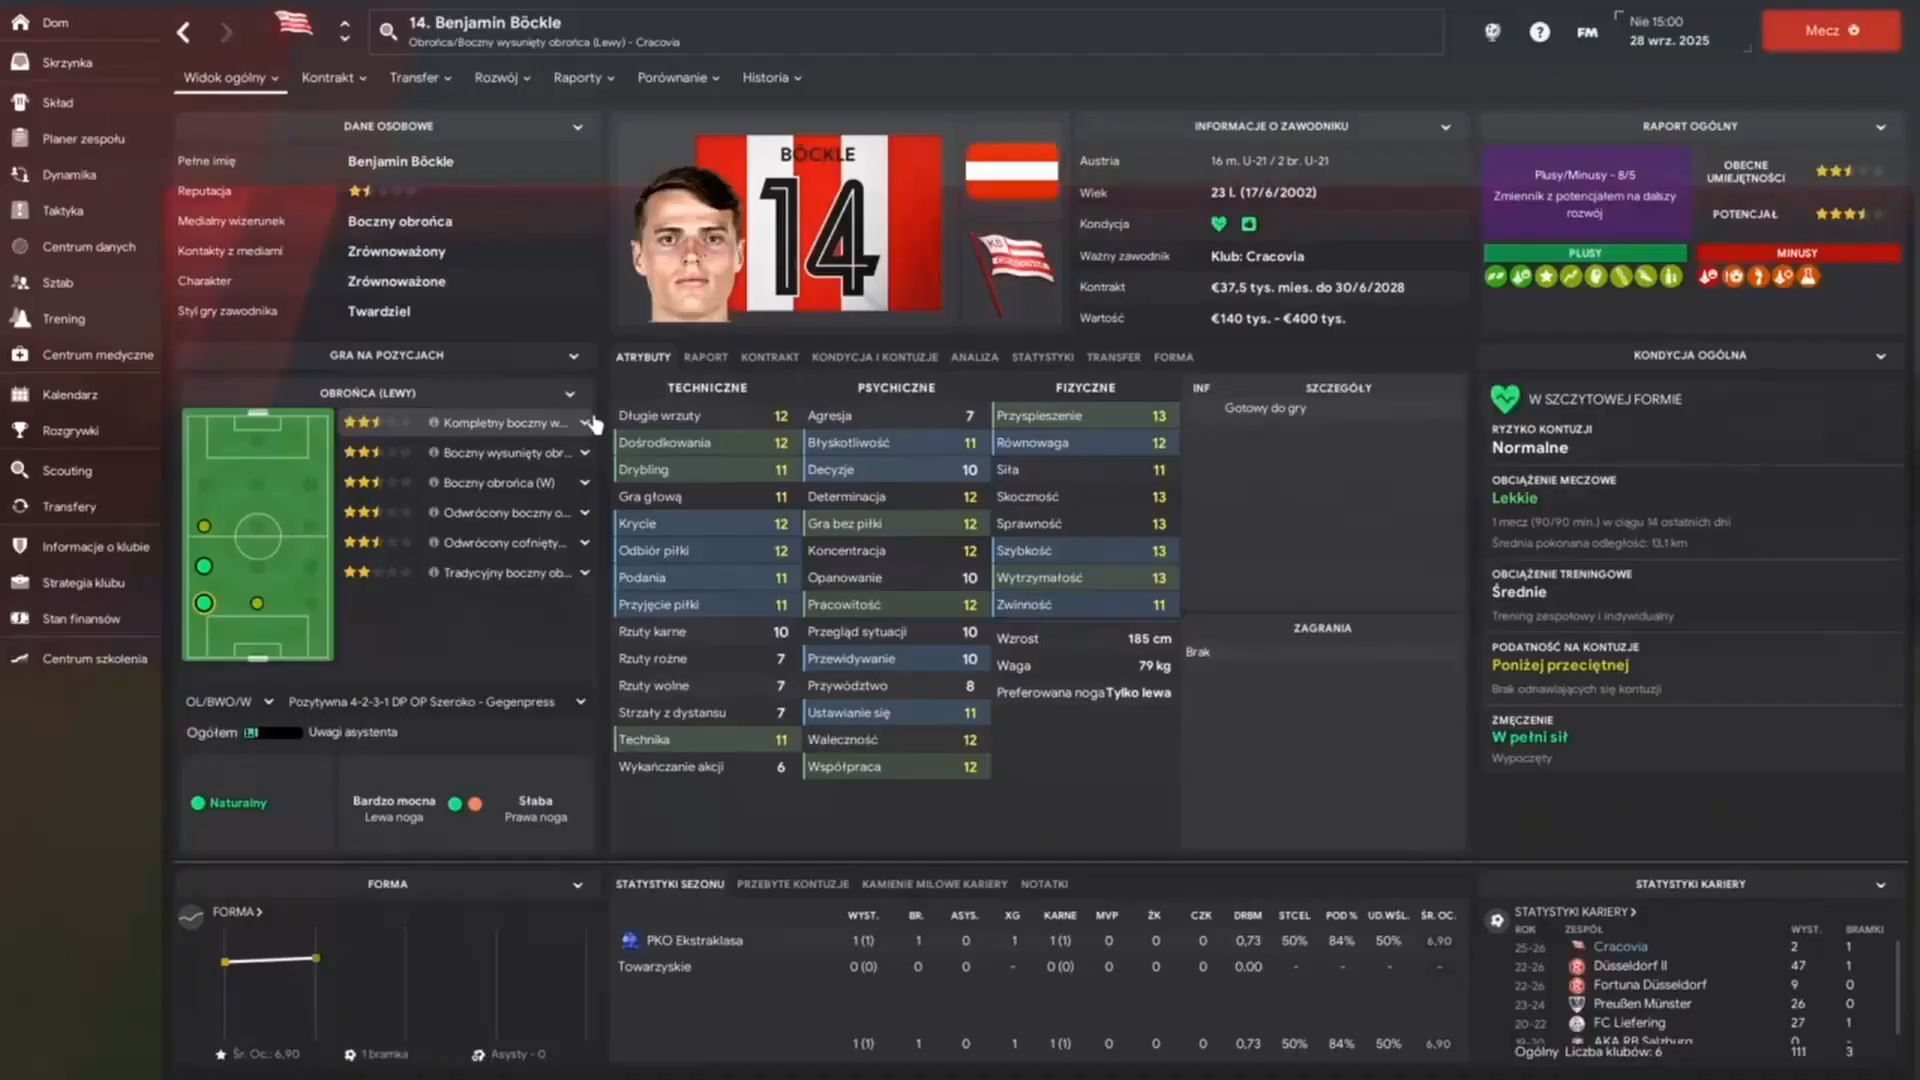 Dom
Skrzynka
Skład
Planer zespołu
Dynamika
Taktyka
Centrum danych
Sztab
Trening
Centrum medyczne
Kalendarz
Rozgrywki
Scouting
Transfery
Informacje o klubie
Strategia klubu
Stan finansów
Centrum szkolenia
14. Benjamin Böckle
Obrońca/Boczny wysunięty obrońca (Lewy) - Cracovia
FM
Nie 15:00
28 wrz. 2025
Mecz
Widok ogólny Kontrakt Transfer Rozwój Raporty Porównanie Historia
DANE OSOBOWE
Pełne imię Benjamin Böckle
Reputacja
Medialny wizerunek Boczny obrońca
Kontakty z mediami Zrównoważony
Charakter Zrównoważone
Styl gry zawodnika Twardziel
BÖCKLE
14
INFORMACJE O ZAWODNIKU
Austria 16 m. U-21 / 2 br. U-21
Wiek 23 l. (17/6/2002)
Kondycja
Ważny zawodnik Klub: Cracovia
Kontrakt €37,5 tys. mies. do 30/6/2028
Wartość €140 tys. - €400 tys.
RAPORT OGÓLNY
Plusy/Minusy - 8/5
Zmiennik z potencjałem na dalszy
rozwój
OBECNE
UMIEJĘTNOŚCI
POTENCJAŁ
PLUSY MINUSY
GRA NA POZYCJACH
OBROŃCA (LEWY)
Kompletny boczny w...
Boczny wysunięty obr...
Boczny obrońca (W)
Odwrócony boczny o...
Odwrócony cofnięty...
Tradycyjny boczny ob...
OL/BWO/W Pozytywna 4-2-3-1 DP OP Szeroko - Gegenpress
Ogółem Uwagi asystenta
Naturalny
Bardzo mocna
Lewa noga
Słaba
Prawa noga
ATRYBUTY RAPORT KONTRAKT KONDYCJA I KONTUZJE ANALIZA STATYSTYKI TRANSFER FORMA
TECHNICZNE
Długie wrzuty 12
Dośrodkowania 12
Drybling 11
Gra głową 11
Krycie 12
Odbiór piłki 12
Podania 11
Przyjęcie piłki 11
Rzuty karne 10
Rzuty rożne 7
Rzuty wolne 7
Strzały z dystansu 7
Technika 11
Wykańczanie akcji 6
PSYCHICZNE
Agresja 7
Błyskotliwość 11
Decyzje 10
Determinacja 12
Gra bez piłki 12
Koncentracja 12
Opanowanie 10
Pracowitość 12
Przegląd sytuacji 10
Przewidywanie 10
Przywództwo 8
Ustawianie się 11
Waleczność 12
Współpraca 12
FIZYCZNE
Przyspieszenie 13
Równowaga 12
Siła 11
Skoczność 13
Sprawność 13
Szybkość 13
Wytrzymałość 13
Zwinność 11
Wzrost 185 cm
Waga 79 kg
Preferowana noga Tylko lewa
INF SZCZEGÓŁY
Gotowy do gry
ZAGRANIA
Brak
KONDYCJA OGÓLNA
W SZCZYTOWEJ FORMIE
RYZYKO KONTUZJI
Normalne
OBCIĄŻENIE MECZOWE
Lekkie
1 mecz (90/90 min.) w ciągu 14 ostatnich dni
Średnia pokonana odległość: 13,1 km
OBCIĄŻENIE TRENINGOWE
Średnie
Trening zespołowy i indywidualny
PODATNOŚĆ NA KONTUZJE
Poniżej przeciętnej
Brak odnawiających się kontuzji
ZMĘCZENIE
W pełni sił
Wypoczęty
FORMA
FORMA
Śr. Oc.: 6,90 1 bramka Asysty - 0
STATYSTYKI SEZONU PRZEBYTE KONTUZJE KAMIENIE MILOWE KARIERY NOTATKI
WYST. BR. ASYS. XG KARNE MVP ŻK CZK DRBM STCEL POD % UD.WŚL. ŚR. OC.
PKO Ekstraklasa 1 (1) 1 0 1 1 (1) 0 0 0 0,73 50% 84% 50% 6,90
Towarzyskie 0 (0) 0 0 - 0 (0) 0 0 0 0.00 - - - -
1 (1) 1 0 1 1 (1) 0 0 0 0,73 50% 84% 50% 6,90
STATYSTYKI KARIERY
STATYSTYKI KARIERY
ROK ZESPÓŁ WYST. BRAMKI
25-26 Cracovia 2 1
22-26 Düsseldorf II 47 1
22-26 Fortuna Düsseldorf 9 0
23-24 Preußen Münster 26 0
20-22 FC Liefering 27 1
AKA RB Salzburg
Ogólny Liczba klubów: 6 111 3